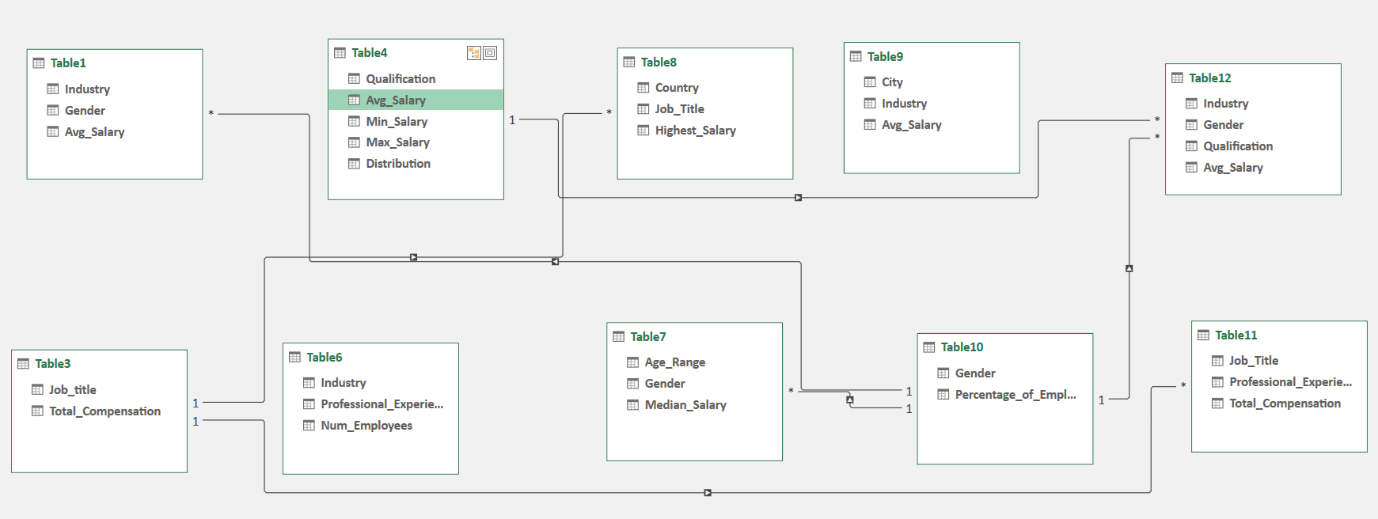 Table1
Industry
Gender
Avg_Salary
*
Table4
Qualification
Avg_Salary
Min_Salary
Max_Salary
Distribution
1
Table8
Country
Job_Title
Highest_Salary
*
Table9
City
Industry
Avg_Salary
Table12
Industry
Gender
Qualification
Avg_Salary
*
*
Table3
Job_title
Total_Compensation
1
1
Table6
Industry
Professional_Experie...
Num_Employees
Table7
Age_Range
Gender
Median_Salary
*
Table10
Gender
Percentage_of_Empl...
1
1
1
Table11
Job_Title
Professional_Experie...
Total_Compensation
*